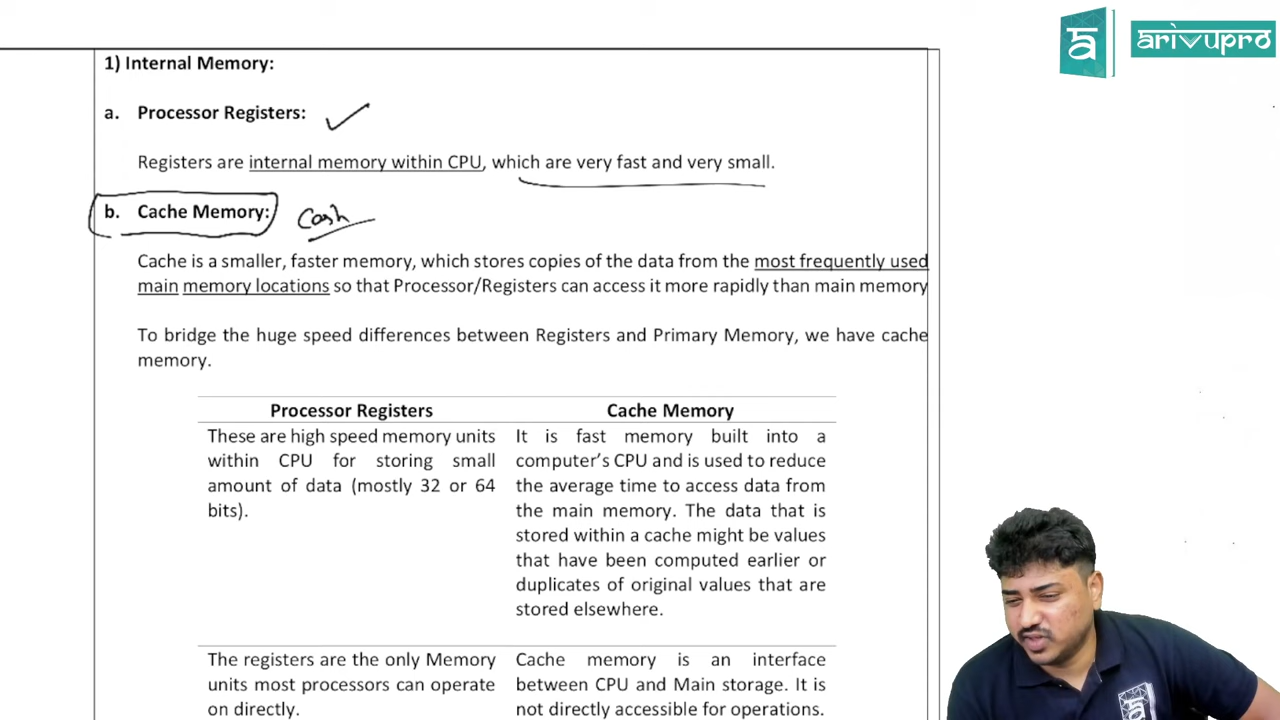 ā
arivupro
1) Internal Memory:
a. Processor Registers:
Registers are internal memory within CPU, which are very fast and very small.
b. Cache Memory:
Cash
Cache is a smaller, faster memory, which stores copies of the data from the most frequently used
main memory locations so that Processor/Registers can access it more rapidly than main memory
To bridge the huge speed differences between Registers and Primary Memory, we have cache
memory.
Processor Registers
These are high speed memory units
within CPU for storing small
amount of data (mostly 32 or 64
bits).
Cache Memory
It is fast memory built into a
computer's CPU and is used to reduce
the average time to access data from
the main memory. The data that is
stored within a cache might be values
that have been computed earlier or
duplicates of original values that are
stored elsewhere.
The registers are the only Memory
units most processors can operate
on directly.
Cache memory is an interface
between CPU and Main storage. It is
not directly accessible for operations.